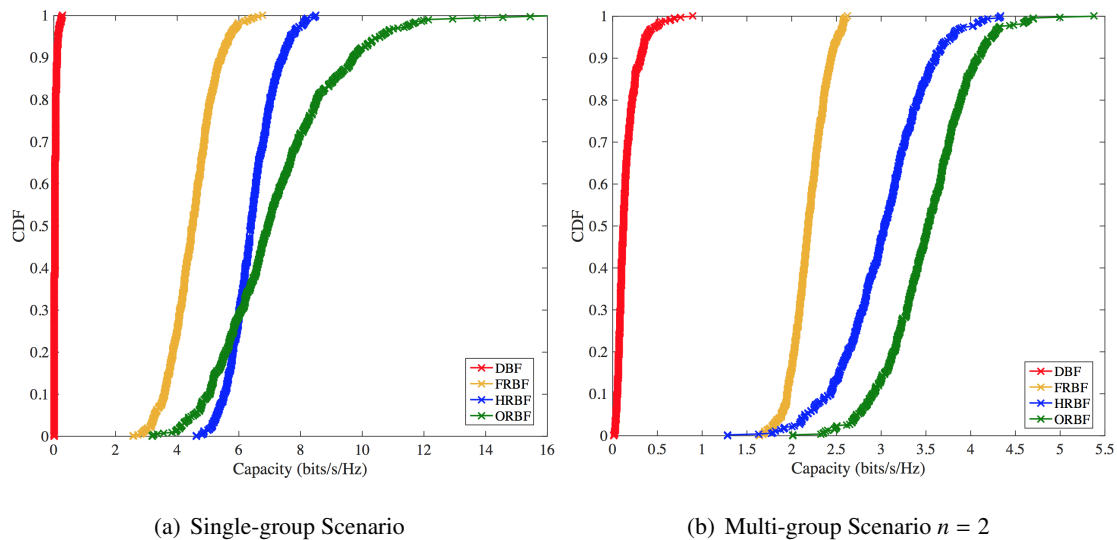 1
0.9
0.8
0.7
0.6
0.5
0.4
0.3
0.2
0.1
0
CDF
0 2 4 6 8 10 12 14 16
Capacity (bits/s/Hz)
DBF
FRBF
HRBF
ORBF
(a) Single-group Scenario
1
0.9
0.8
0.7
0.6
0.5
0.4
0.3
0.2
0.1
0
CDF
0 0.5 1 1.5 2 2.5 3 3.5 4 4.5 5 5.5
Capacity (bits/s/Hz)
DBF
FRBF
HRBF
ORBF
(b) Multi-group Scenario n = 2